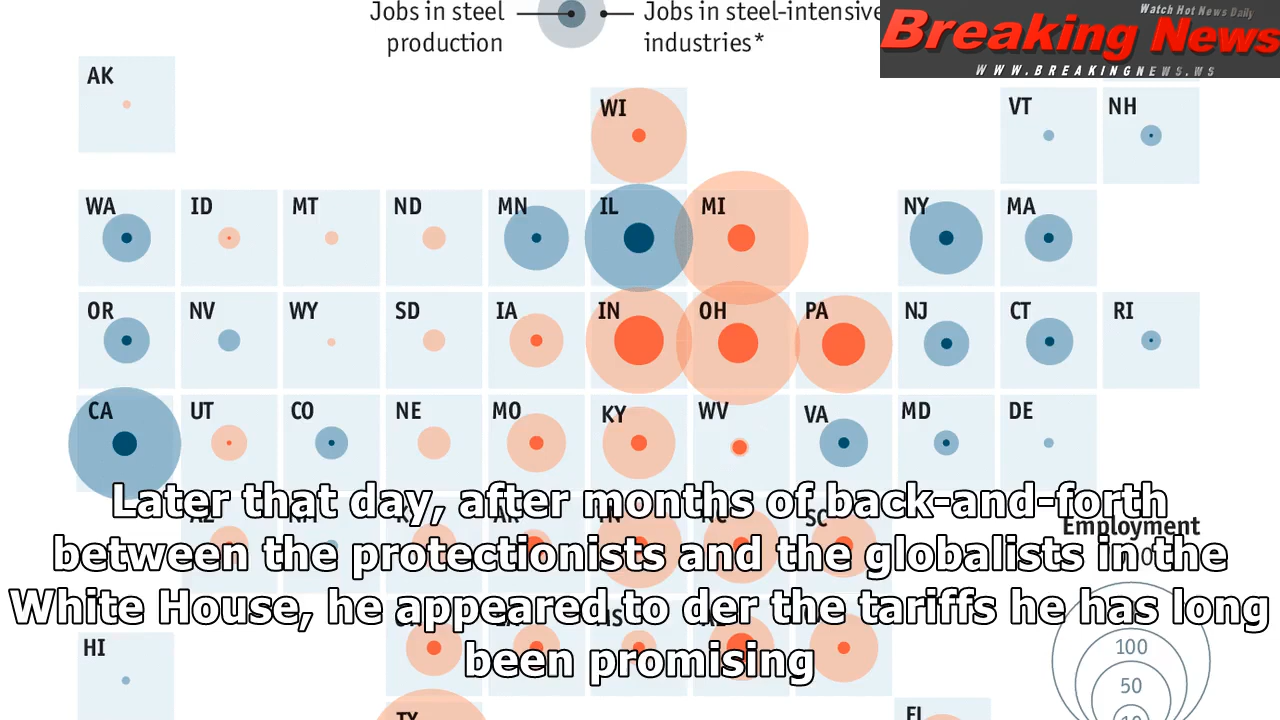 Jobs in steel
production
Jobs in steel-intensive
industries*
Watch Hot News Daily
Breaking News
WWW.BREAKINGNEWS.WS
AK
WI
VT
NH
WA
ID
MT
ND
MN
IL
MI
NY
MA
OR
NV
WY
SD
IA
IN
OH
PA
NJ
CT
RI
CA
UT
CO
NE
MO
KY
WV
VA
MD
DE
SC
Employment
Later that day, after months of back-and-forth
between the protectionists and the globalists in the
White House, he appeared to der the tariffs he has long
been promising
HI
100
50
10
TX
FL